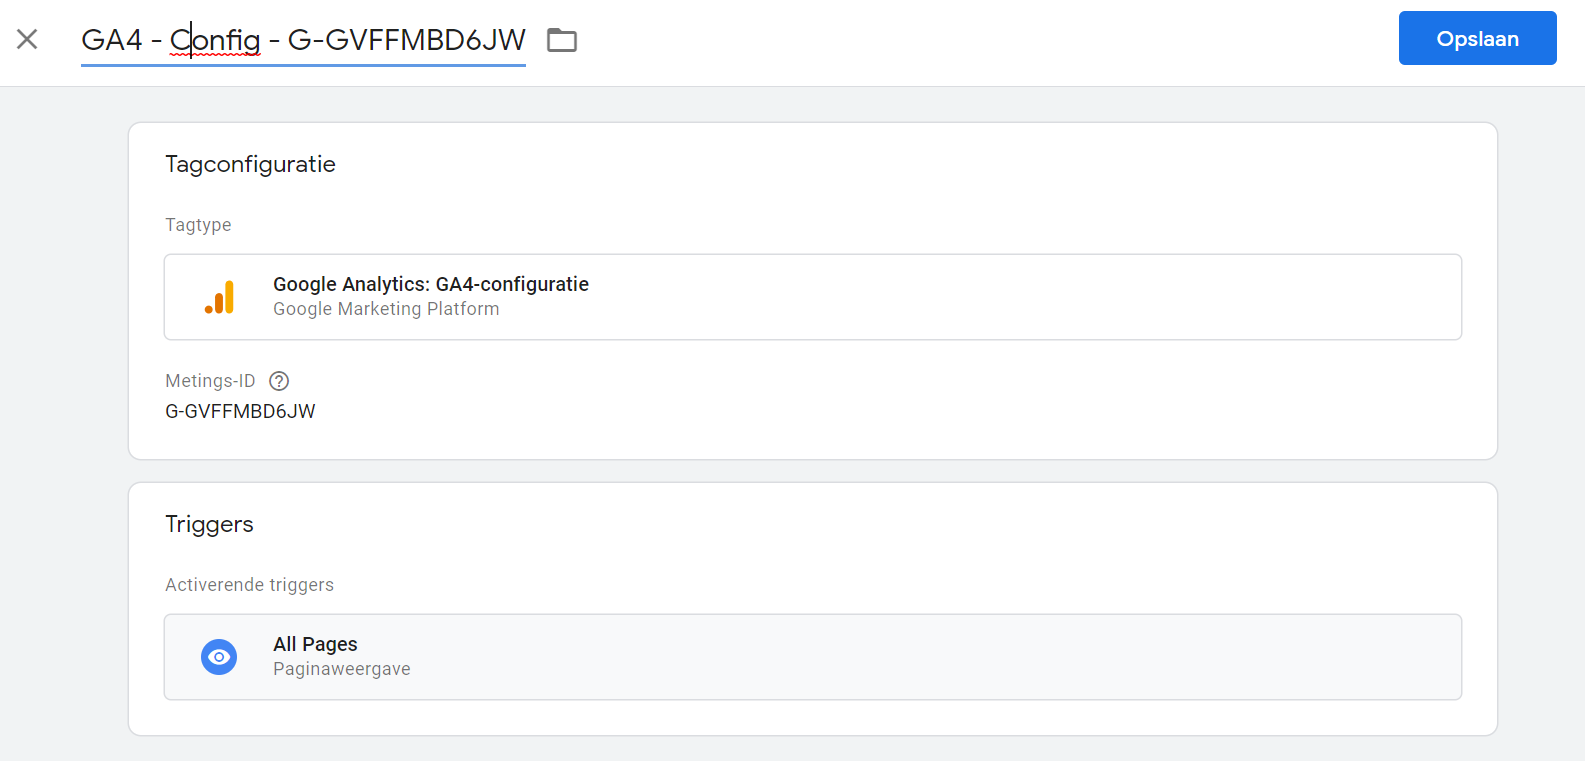 GA4 - Config - G-GVFFMBD6JW
Opslaan
Tagconfiguratie
Tagtype
Google Analytics: GA4-configuratie
Google Marketing Platform
Metings-ID
G-GVFFMBD6JW
Triggers
Activerende triggers
All Pages
Paginaweergave